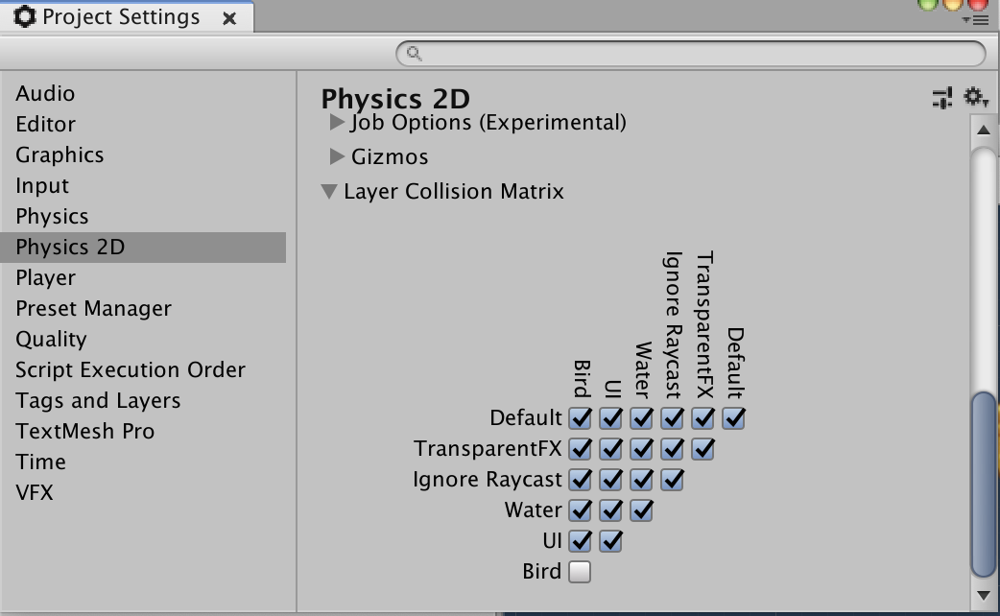 Project Settings
Audio
Editor
Graphics
Input
Physics
Physics 2D
Player
Preset Manager
Quality
Script Execution Order
Tags and Layers
TextMesh Pro
Time
VFX
Physics 2D
Job Options (Experimental)
Gizmos
Layer Collision Matrix
Bird
UI
Water
Ignore Raycast
TransparentFX
Default
Default
TransparentFX
Ignore Raycast
Water
UI
Bird